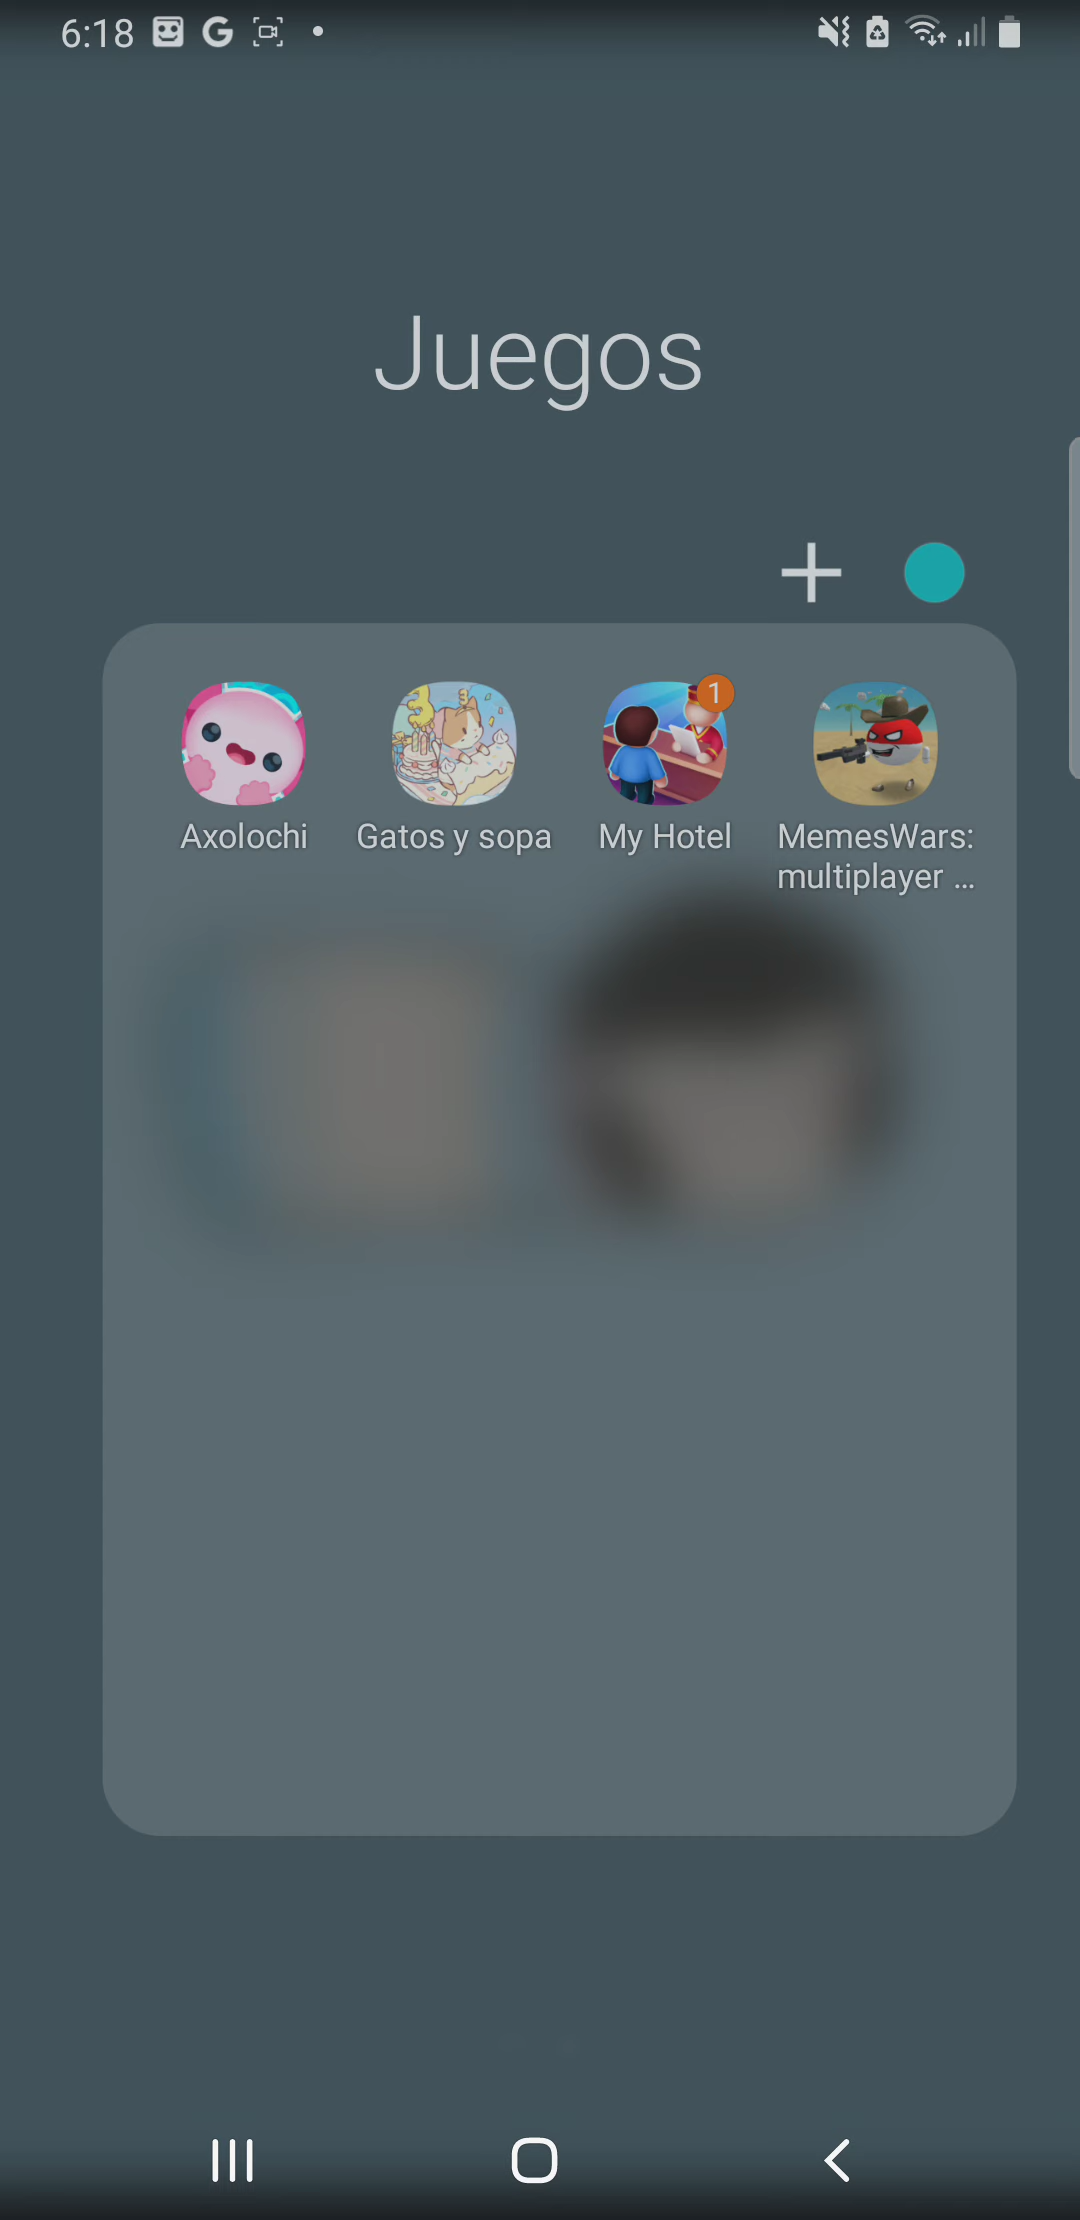 6:18
Juegos
1
Axolochi
Gatos y sopa
My Hotel
MemesWars:
multiplayer ...